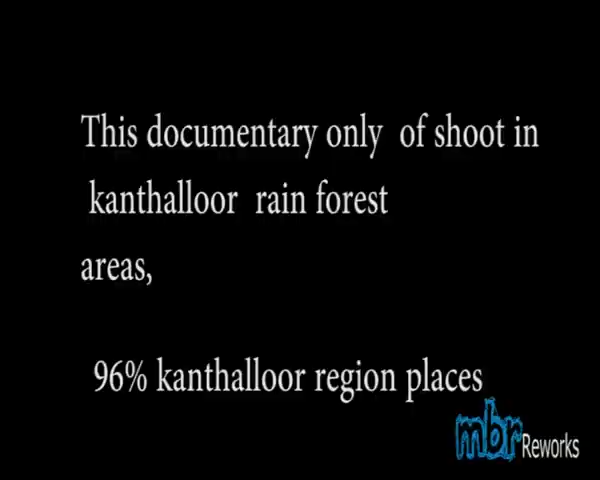 This documentary only of shoot in
kanthalloor rain forest
areas,
96% kanthalloor region places
mbr Reworks